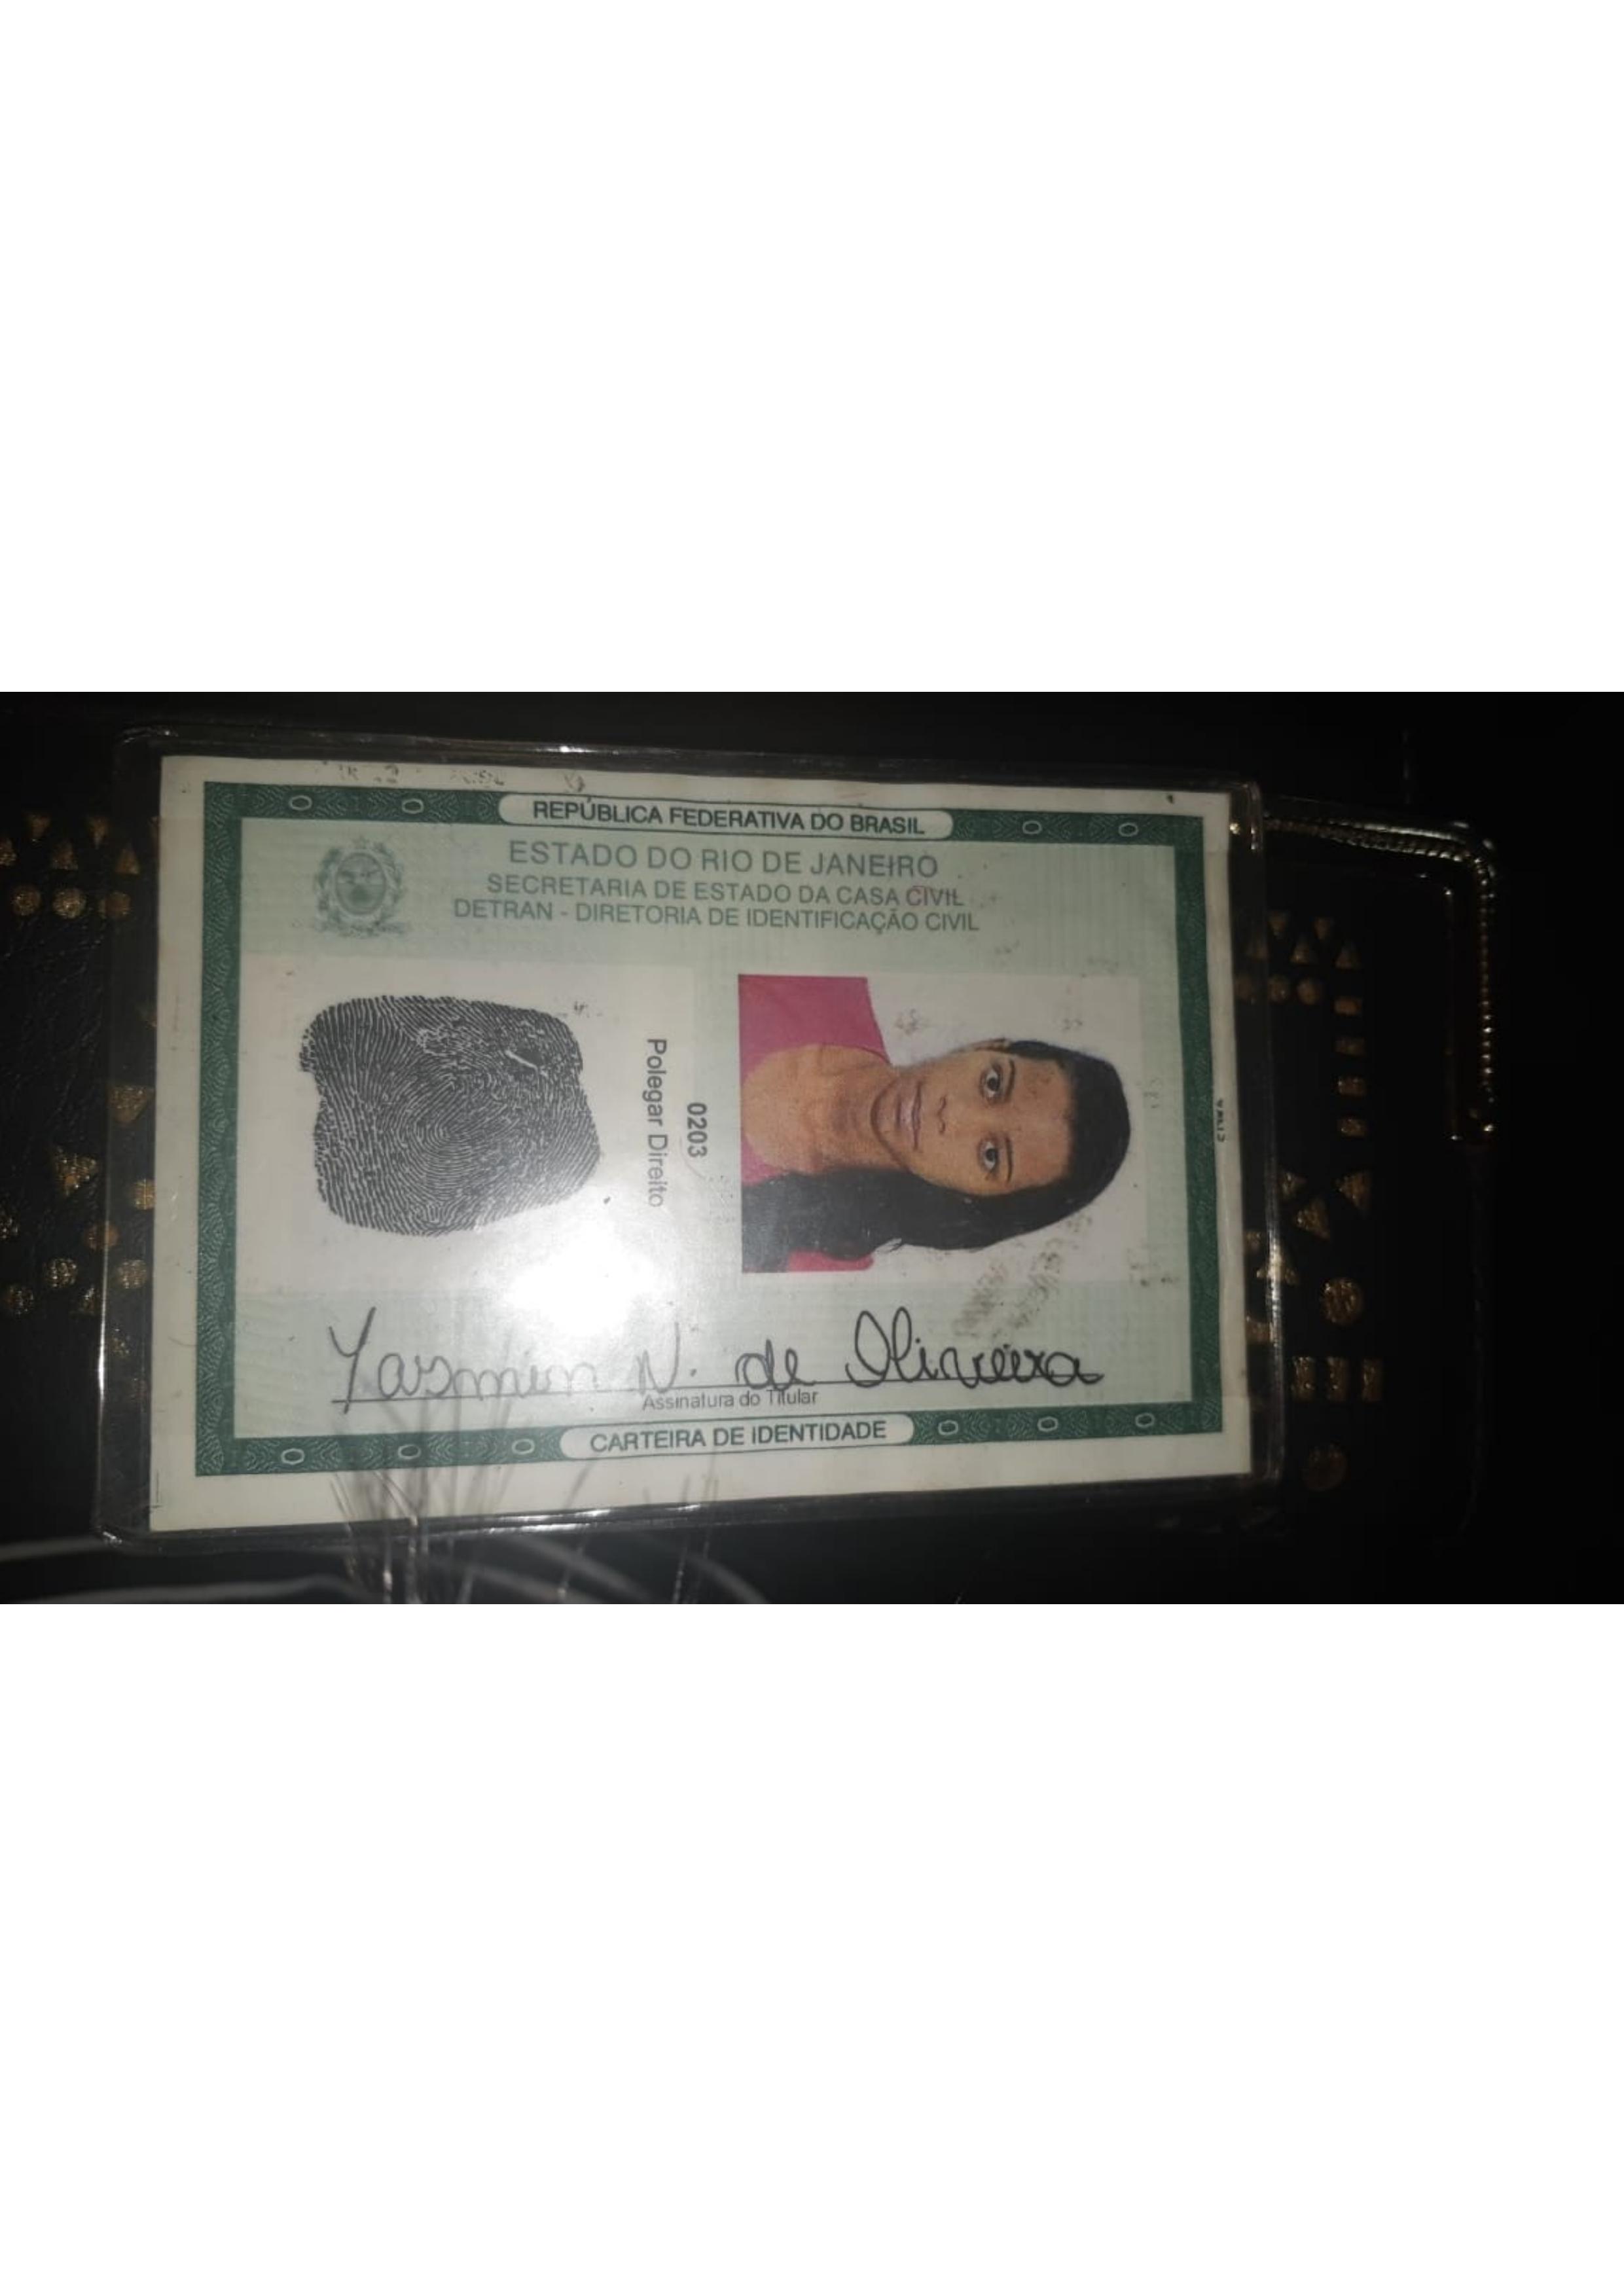 REPÚBLICA FEDERATIVA DO BRASIL
ESTADO DO RIO DE JANEIRO
SECRETARIA DE ESTADO DA CASA CIVIL
DETRAN - DIRETORIA DE IDENTIFICAÇÃO CIVIL
0203
Polegar Direito
Yasmin N. de Oliveira
Assinatura do Titular
CARTEIRA DE IDENTIDADE